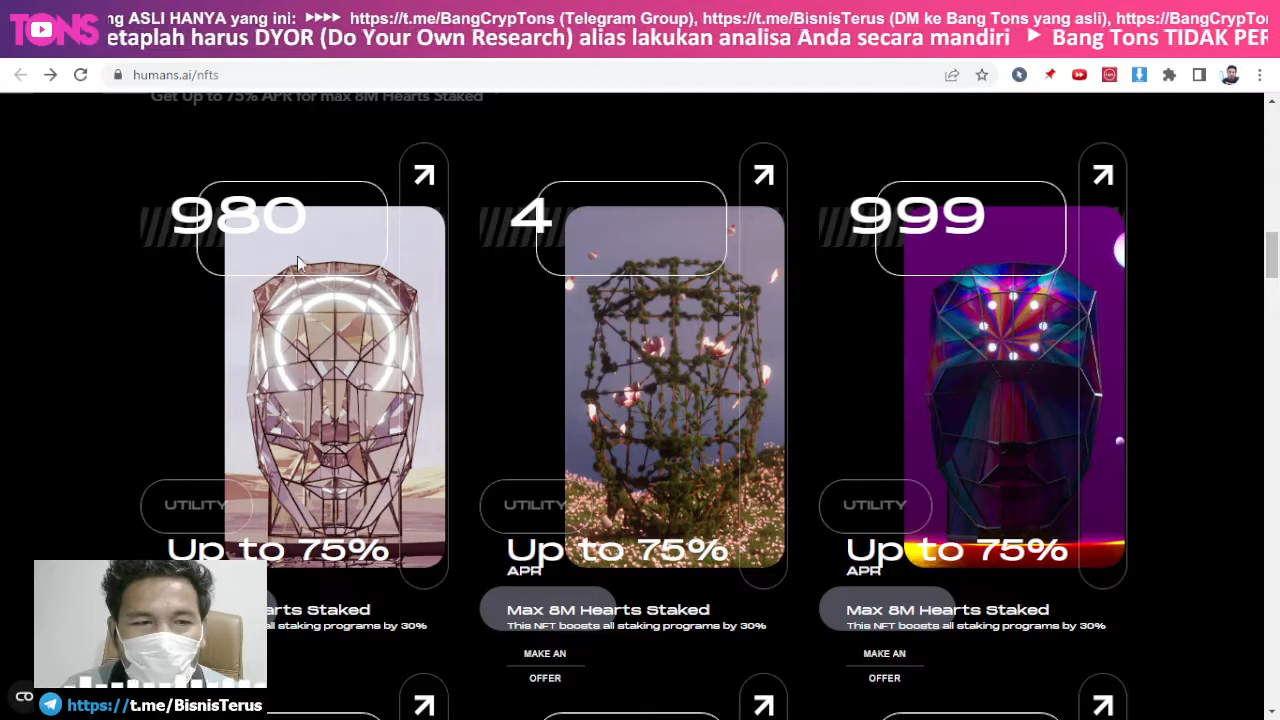 TONS
ng ASLI HANYA yang ini: ►►►► https://t.me/BangCrypTons (Telegram Group), https://t.me/BisnisTerus (DM ke Bang Tons yang asli), https://BangCrypTon
etaplah harus DYOR (Do Your Own Research) alias lakukan analisa Anda secara mandiri ► Bang Tons TIDAK PER
humans.ai/nfts
Get Up to 75% APR for max 8M Hearts Staked
980 4 999
UTILITY UTILITY UTILITY
Up to 75% Up to 75% Up to 75%
APR APR
arts Staked Max 8M Hearts Staked Max 8M Hearts Staked
all staking programs by 30% This NFT boosts all staking programs by 30% This NFT boosts all staking programs by 30%
MAKE AN MAKE AN
OFFER OFFER
https://t.me/BisnisTerus